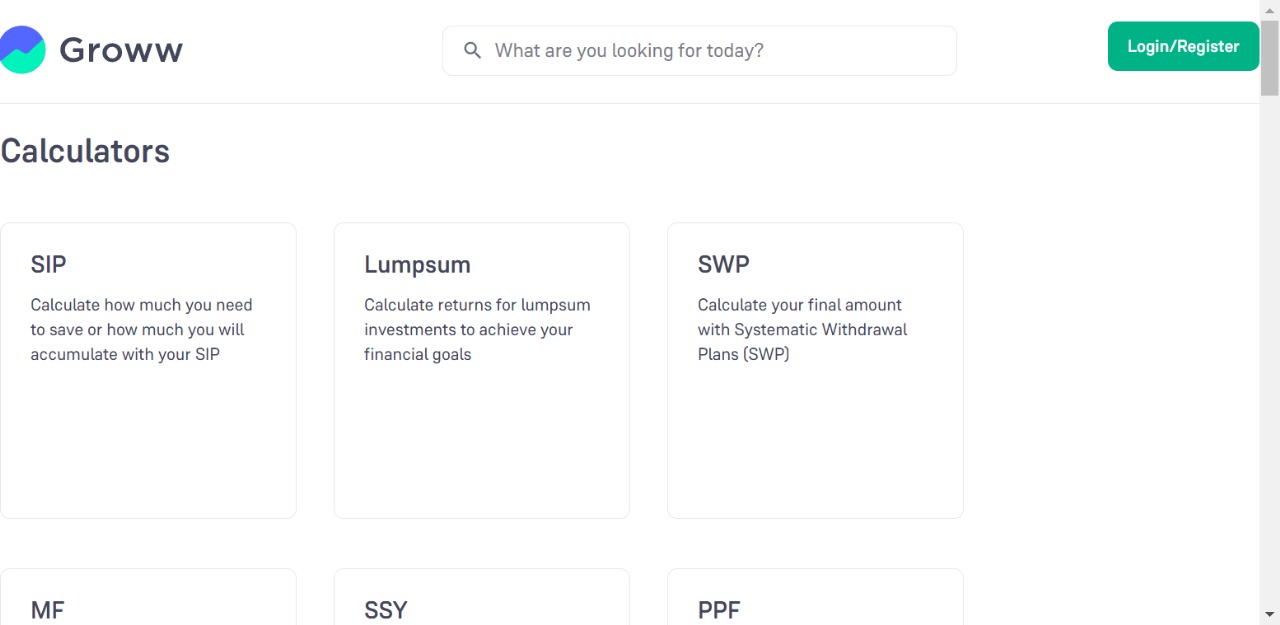 Groww
What are you looking for today?
Login/Register
Calculators
SIP
Calculate how much you need
to save or how much you will
accumulate with your SIP
Lumpsum
Calculate returns for lumpsum
investments to achieve your
financial goals
SWP
Calculate your final amount
with Systematic Withdrawal
Plans (SWP)
MF
SSY
PPF